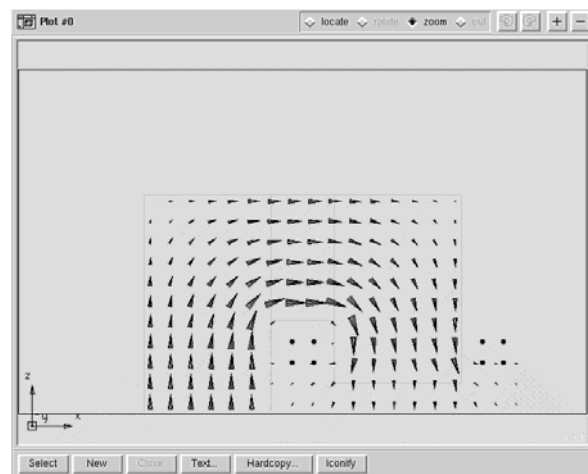 Plot #0
locate rotate zoom cut
z
y x
Select New Close Text... Hardcopy... Iconify